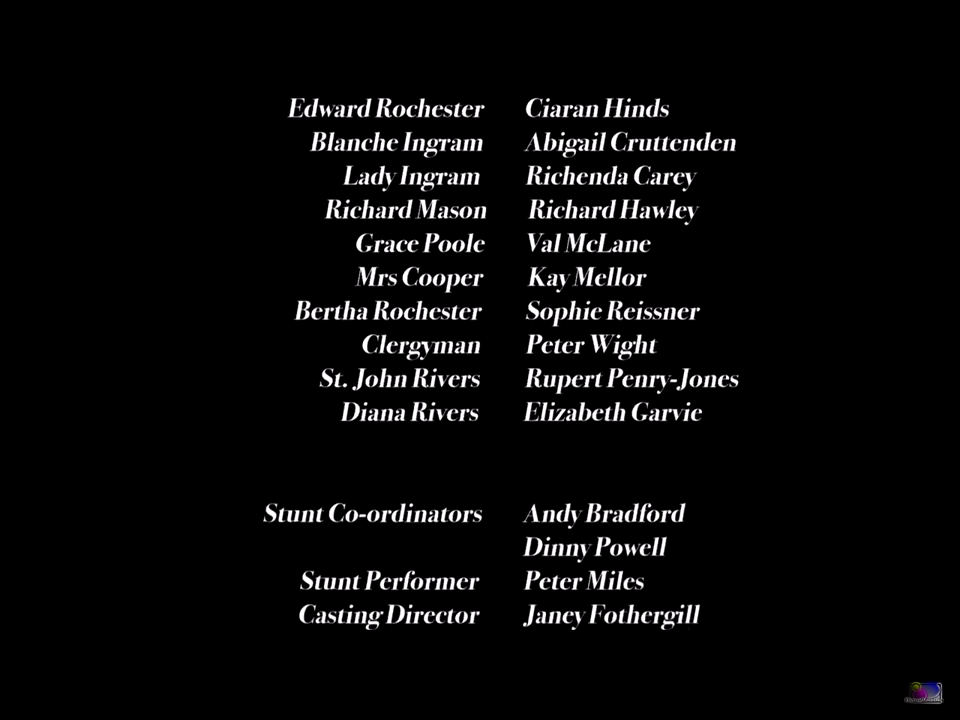 Edward Rochester Ciaran Hinds
Blanche Ingram Abigail Cruttenden
Lady Ingram Richenda Carey
Richard Mason Richard Hawley
Grace Poole Val McLane
Mrs Cooper Kay Mellor
Bertha Rochester Sophie Reissner
Clergyman Peter Wight
St. John Rivers Rupert Penry-Jones
Diana Rivers Elizabeth Garvie
Stunt Co-ordinators Andy Bradford
Dinny Powell
Stunt Performer Peter Miles
Casting Director Janey Fothergill